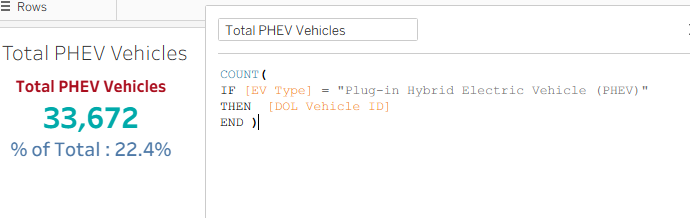 Rows
Total PHEV Vehicles
Total PHEV Vehicles
33,672
% of Total : 22.4%
Total PHEV Vehicles
COUNT(
IF [EV Type] = "Plug-in Hybrid Electric Vehicle (PHEV)"
THEN  [DOL Vehicle ID]
END )